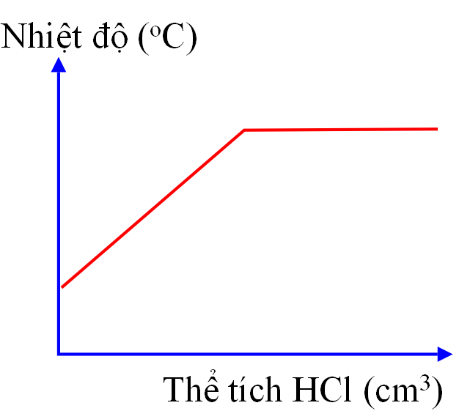 Nhiệt độ (ºC)
Thể tích HCl (cm³)